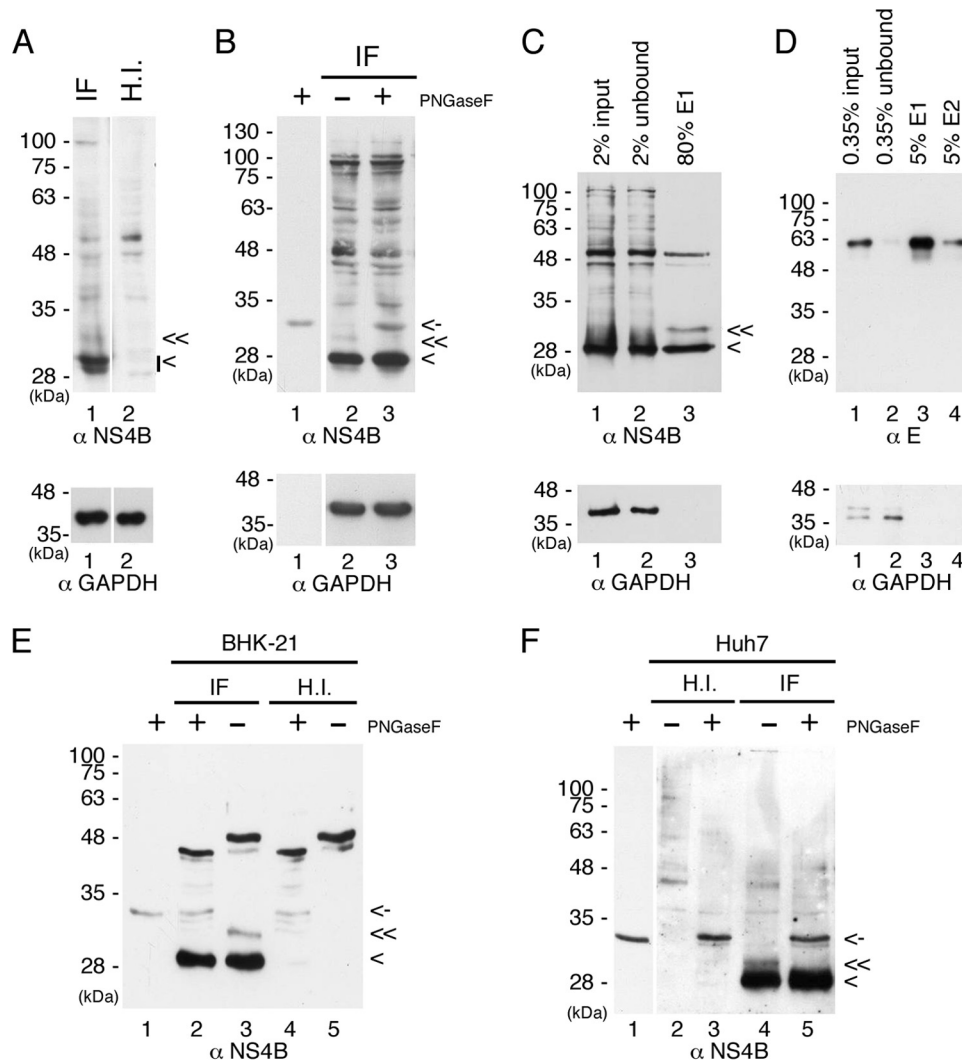 A
IF
H.I.
100 -
75 -
63 -
48 -
35 -
28 -
(kDa)
<<
<
1 2
α NS4B
48 -
35-
(kDa)
1 2
α GAPDH
B
IF
+ – + PNGaseF
130 -
100 -
75 -
63-
48 -
35 -
28 -
(kDa)
<-
<<
<
1 2 3
α NS4B
48 -
35-
(kDa)
1 2 3
α GAPDH
C
2% input
2% unbound
80% E1
100 -
75 -
63 -
48 -
35 -
28 -
(kDa)
<<
<
1 2 3
α NS4B
48 -
35-
(kDa)
1 2 3
α GAPDH
D
0.35% input
0.35% unbound
5% E1
5% E2
100 -
75 -
63 -
48 -
35 -
28 -
(kDa)
1 2 3 4
α E
48 -
35-
(kDa)
1 2 3 4
α GAPDH
E
BHK-21
IF H.I.
+ + – + – PNGaseF
100 -
75 -
63 -
48 -
35 -
28 -
(kDa)
<-
<<
<
1 2 3 4 5
α NS4B
F
Huh7
H.I. IF
+ – + – + PNGaseF
100 -
75 -
63 -
48 -
35 -
28 -
(kDa)
<-
<<
<
1 2 3 4 5
α NS4B